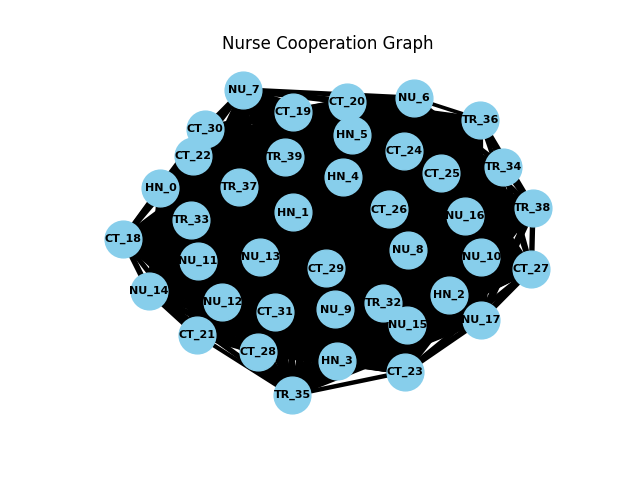 Nurse Cooperation Graph
NU_7
CT_20
NU_6
CT_19
TR_36
CT_30
HN_5
CT_22
TR_39
CT_24
TR_34
CT_25
HN_4
HN_0
TR_37
TR_38
CT_26
HN_1
NU_16
TR_33
CT_18
NU_8
NU_13
NU_10
NU_11
CT_29
CT_27
NU_14
HN_2
NU_12
TR_32
NU_9
CT_31
NU_17
NU_15
CT_21
CT_28
HN_3
CT_23
TR_35